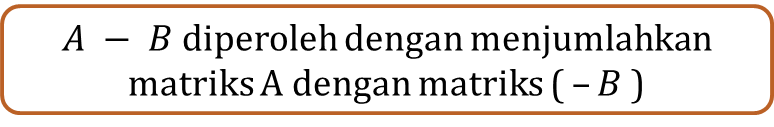 A − B diperoleh dengan menjumlahkan
matriks A dengan matriks ( – B )